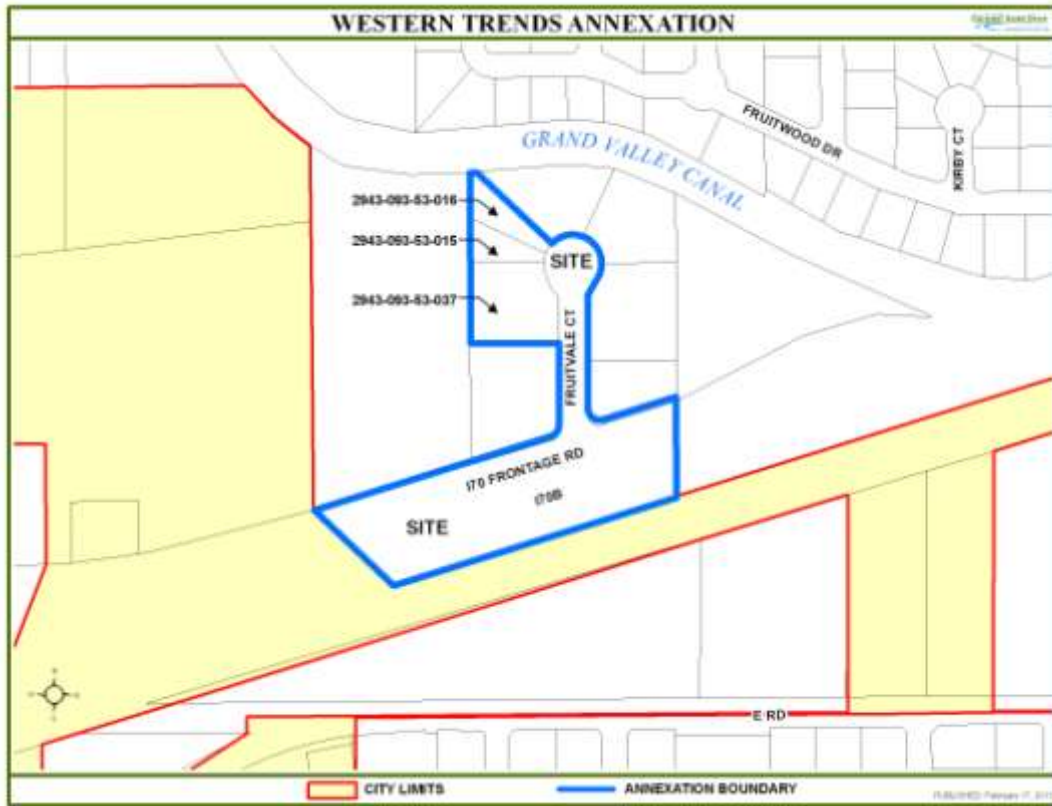 WESTERN TRENDS ANNEXATION
FRUITWOOD DR
KIRBY CT
GRAND VALLEY CANAL
2943-093-53-016
2943-093-53-015
2943-093-53-037
SITE
FRUITVALE CT
I70 FRONTAGE RD
I70B
SITE
E RD
CITY LIMITS
ANNEXATION BOUNDARY